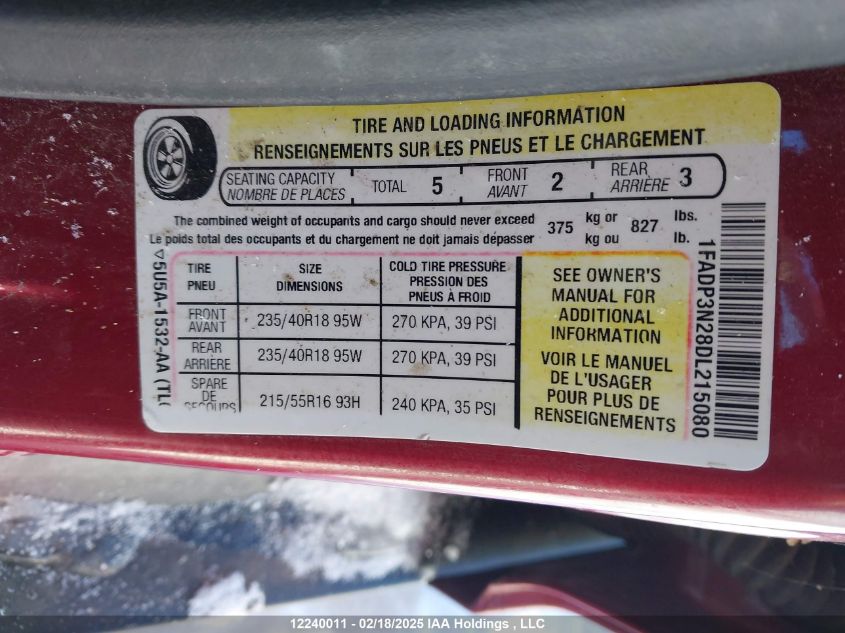 TIRE AND LOADING INFORMATION
RENSEIGNEMENTS SUR LES PNEUS ET LE CHARGEMENT
SEATING CAPACITY
NOMBRE DE PLACES
TOTAL 5
FRONT
AVANT
2
REAR
ARRIÈRE
3
The combined weight of occupants and cargo should never exceed 375 kg or 827 lbs.
Le poids total des occupants et du chargement ne doit jamais dépasser kg ou lb.
TIRE
PNEU
SIZE
DIMENSIONS
COLD TIRE PRESSURE
PRESSION DES
PNEUS À FROID
FRONT
AVANT
235/40R18 95W
270 KPA, 39 PSI
REAR
ARRIÈRE
235/40R18 95W
270 KPA, 39 PSI
SPARE
DE
SECOURS
215/55R16 93H
240 KPA, 35 PSI
SEE OWNER'S
MANUAL FOR
ADDITIONAL
INFORMATION
VOIR LE MANUEL
DE L'USAGER
POUR PLUS DE
RENSEIGNEMENTS
5U5A-1532-AA (TL
1FADP3N28DL215080
12240011 - 02/18/2025 IAA Holdings, LLC